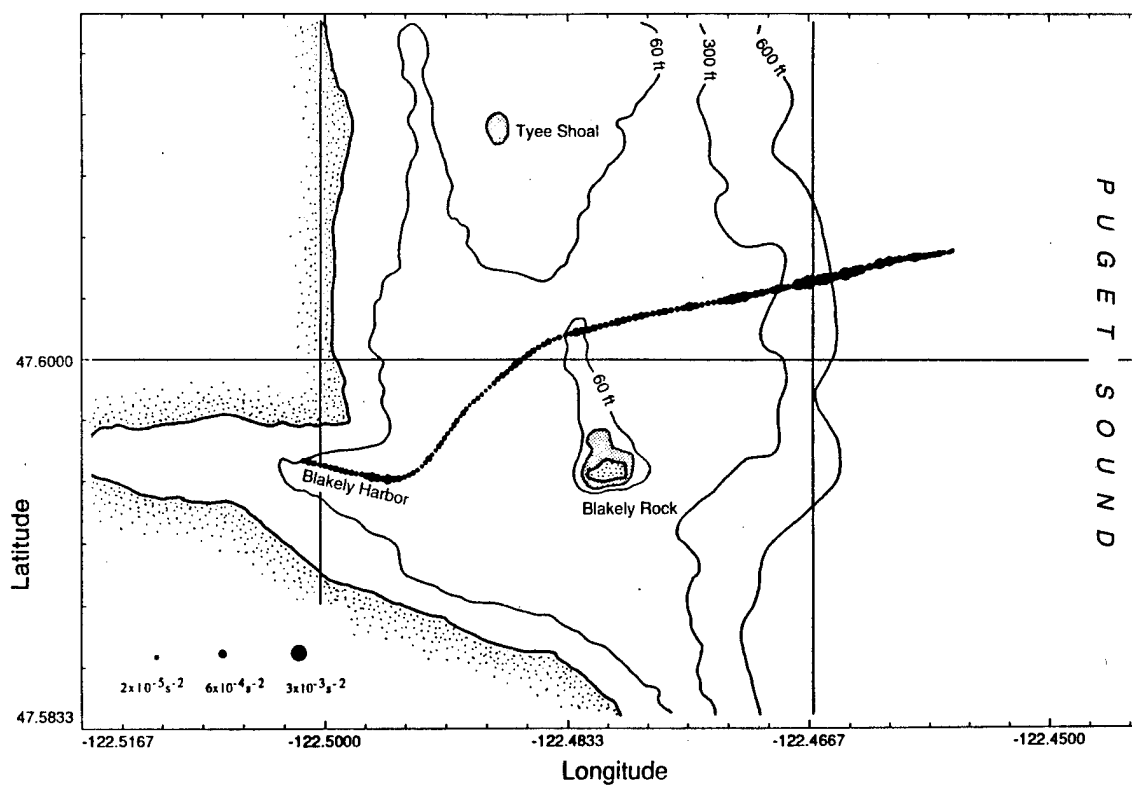 60 ft
300 ft
600 ft
Tyee Shoal
PUGET SOUND
47.6000
60 ft
Blakely Harbor
Blakely Rock
Latitude
2x10⁻⁵s⁻²
6x10⁻⁴s⁻²
3x10⁻³s⁻²
47.5833
-122.5167
-122.5000
-122.4833
-122.4667
-122.4500
Longitude